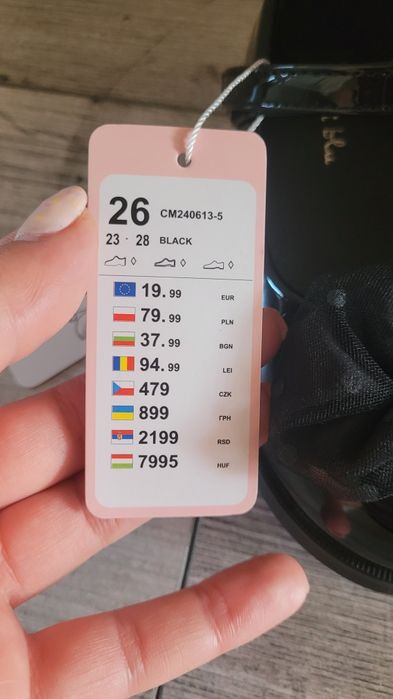 26 CM240613-5
23 - 28 BLACK
19.99 EUR
79.99 PLN
37.99 BGN
94.99 LEI
479 CZK
899 ГРН
2199 RSD
7995 HUF